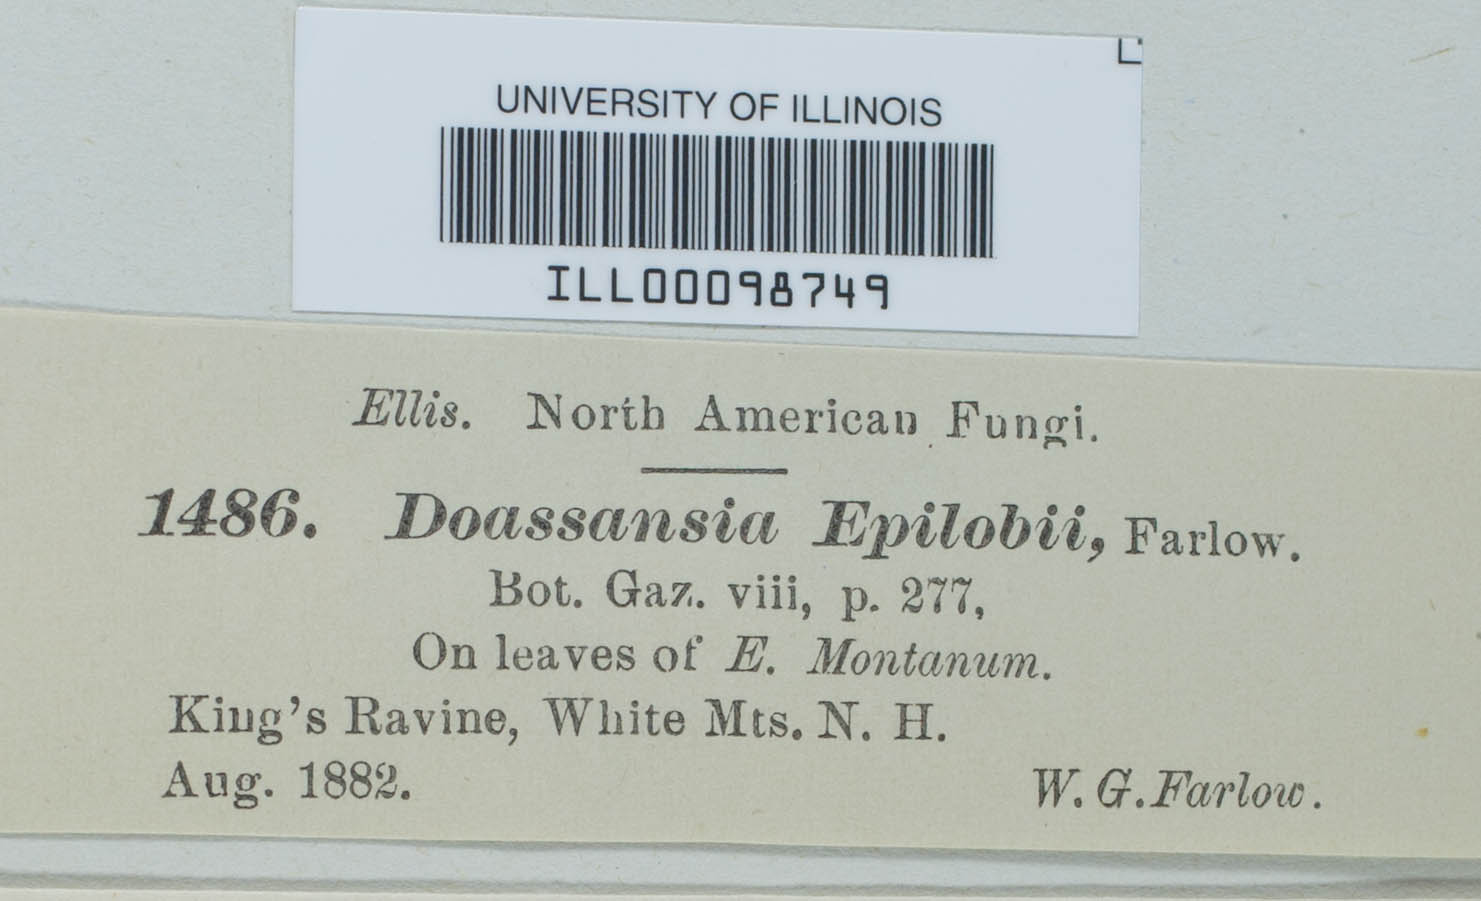 UNIVERSITY OF ILLINOIS
ILL00098749
Ellis. North American Fungi.
1486. Doassansia Epilobii, Farlow.
Bot. Gaz. viii, p. 277,
On leaves of E. Montanum.
King's Ravine, White Mts. N. H.
Aug. 1882. W. G. Farlow.